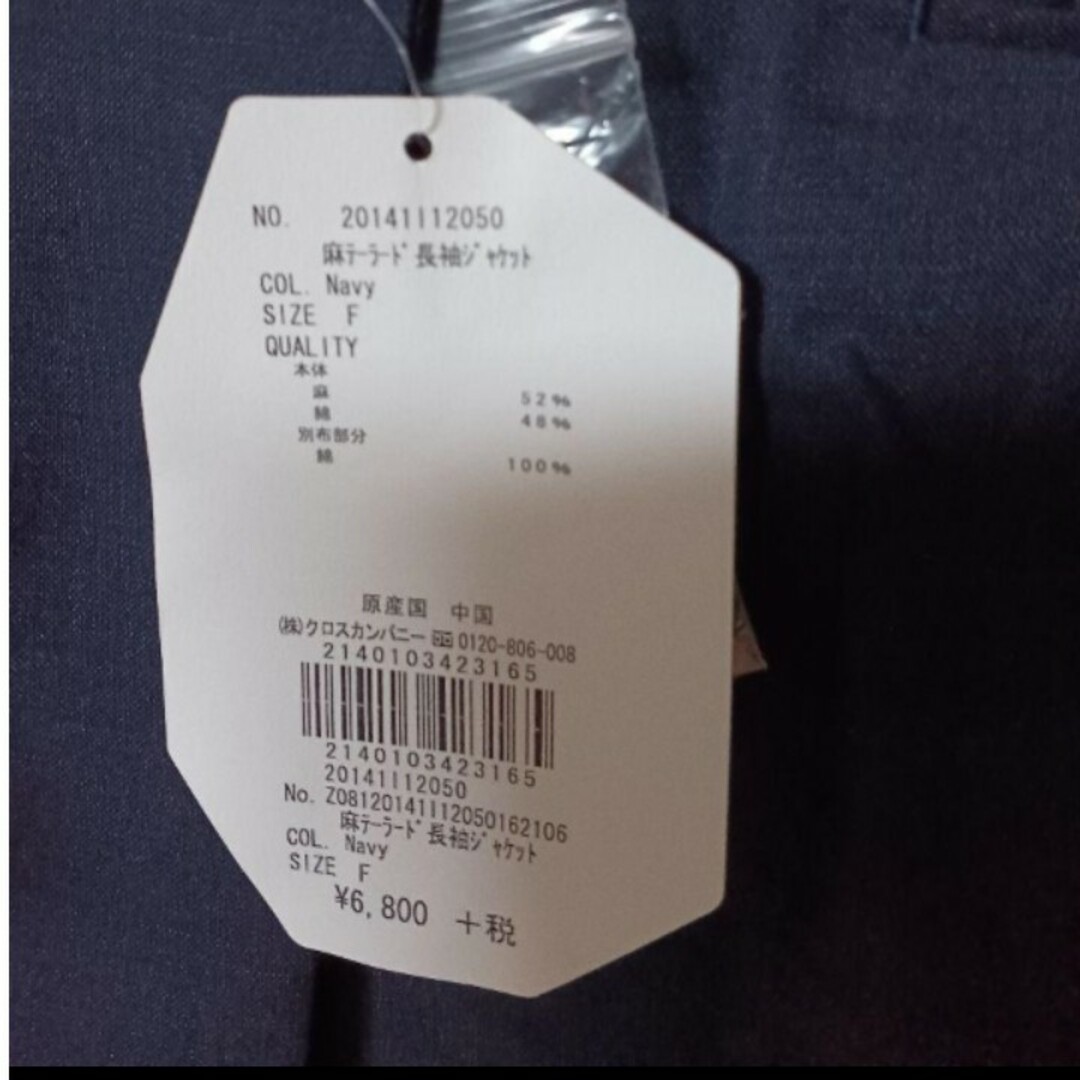 NO. 20141112050
麻ﾃｰﾗｰﾄﾞ長袖ｼﾞｬｹｯﾄ
COL. Navy
SIZE F
QUALITY
本体
麻 52%
綿 48%
別布部分
綿 100%
原産国 中国
(株)クロスカンパニー 0120-806-008
2140103423165
2140103423165
20141112050
No. Z08120141112050162106
麻ﾃｰﾗｰﾄﾞ長袖ｼﾞｬｹｯﾄ
COL. Navy
SIZE F
¥6,800 +税